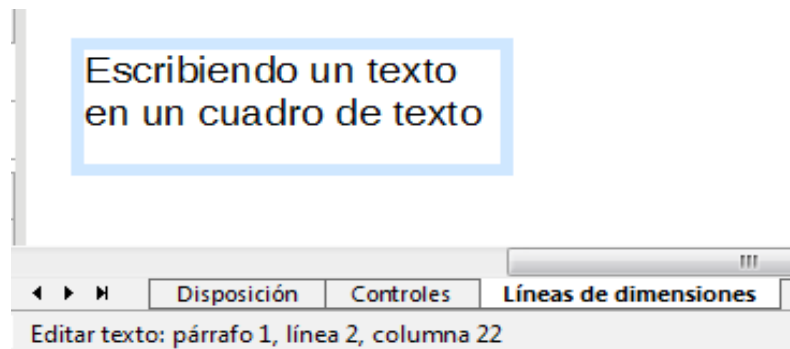 Escribiendo un texto
en un cuadro de texto
Disposición Controles Líneas de dimensiones
Editar texto: párrafo 1, línea 2, columna 22